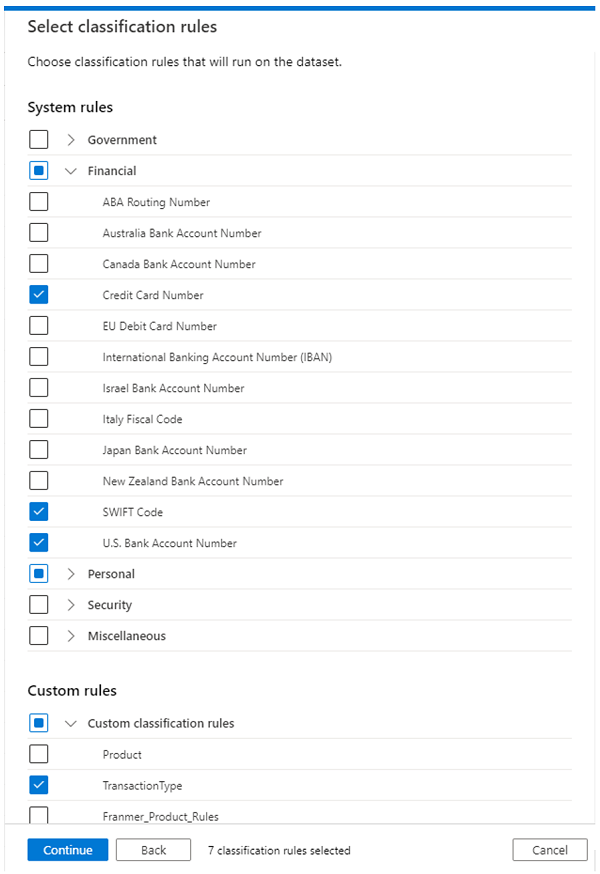 Select classification rules
Choose classification rules that will run on the dataset.
System rules
Government
Financial
ABA Routing Number
Australia Bank Account Number
Canada Bank Account Number
Credit Card Number
EU Debit Card Number
International Banking Account Number (IBAN)
Israel Bank Account Number
Italy Fiscal Code
Japan Bank Account Number
New Zealand Bank Account Number
SWIFT Code
U.S. Bank Account Number
Personal
Security
Miscellaneous
Custom rules
Custom classification rules
Product
TransactionType
Franmer_Product_Rules
Continue Back 7 classification rules selected Cancel